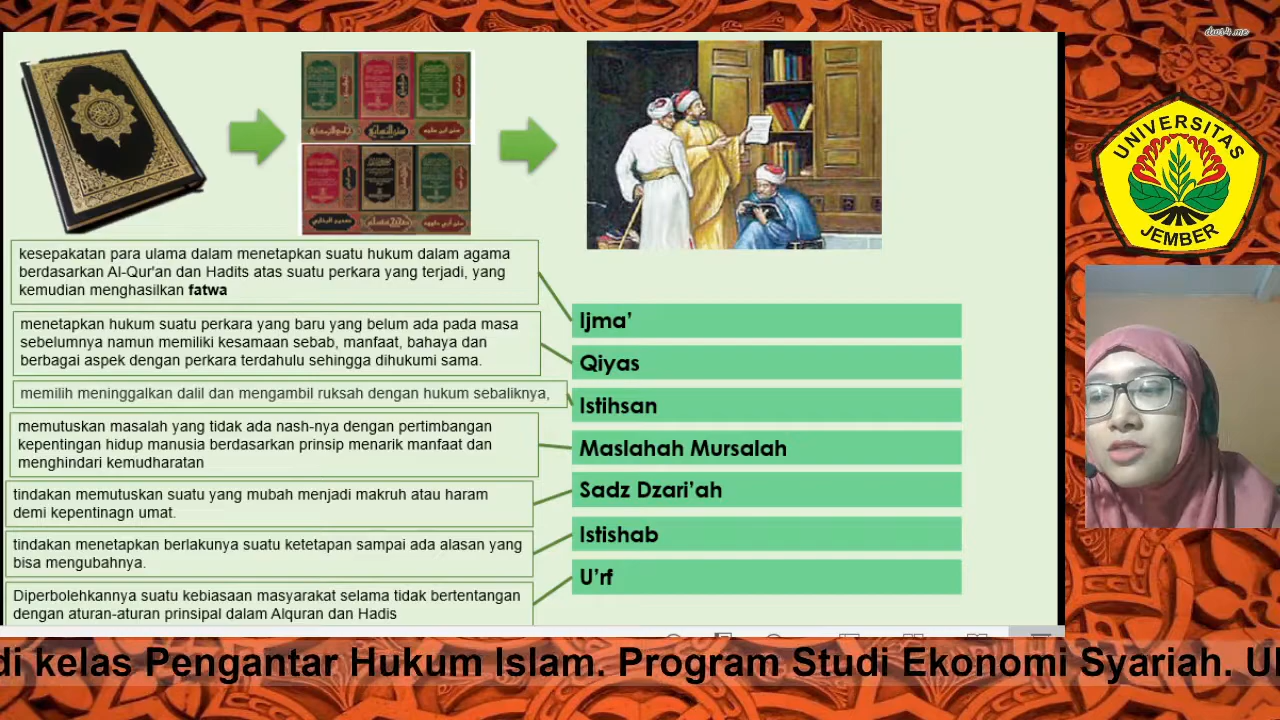 dws4.me
UNIVERSITAS
JEMBER
kesepakatan para ulama dalam menetapkan suatu hukum dalam agama
berdasarkan Al-Qur'an dan Hadits atas suatu perkara yang terjadi, yang
kemudian menghasilkan fatwa
menetapkan hukum suatu perkara yang baru yang belum ada pada masa
sebelumnya namun memiliki kesamaan sebab, manfaat, bahaya dan
berbagai aspek dengan perkara terdahulu sehingga dihukumi sama.
memilih meninggalkan dalil dan mengambil ruksah dengan hukum sebaliknya,
memutuskan masalah yang tidak ada nash-nya dengan pertimbangan
kepentingan hidup manusia berdasarkan prinsip menarik manfaat dan
menghindari kemudharatan
tindakan memutuskan suatu yang mubah menjadi makruh atau haram
demi kepentinagn umat.
tindakan menetapkan berlakunya suatu ketetapan sampai ada alasan yang
bisa mengubahnya.
Diperbolehkannya suatu kebiasaan masyarakat selama tidak bertentangan
dengan aturan-aturan prinsipal dalam Alquran dan Hadis
Ijma’
Qiyas
Istihsan
Maslahah Mursalah
Sadz Dzari’ah
Istishab
U’rf
di kelas Pengantar Hukum Islam. Program Studi Ekonomi Syariah. U